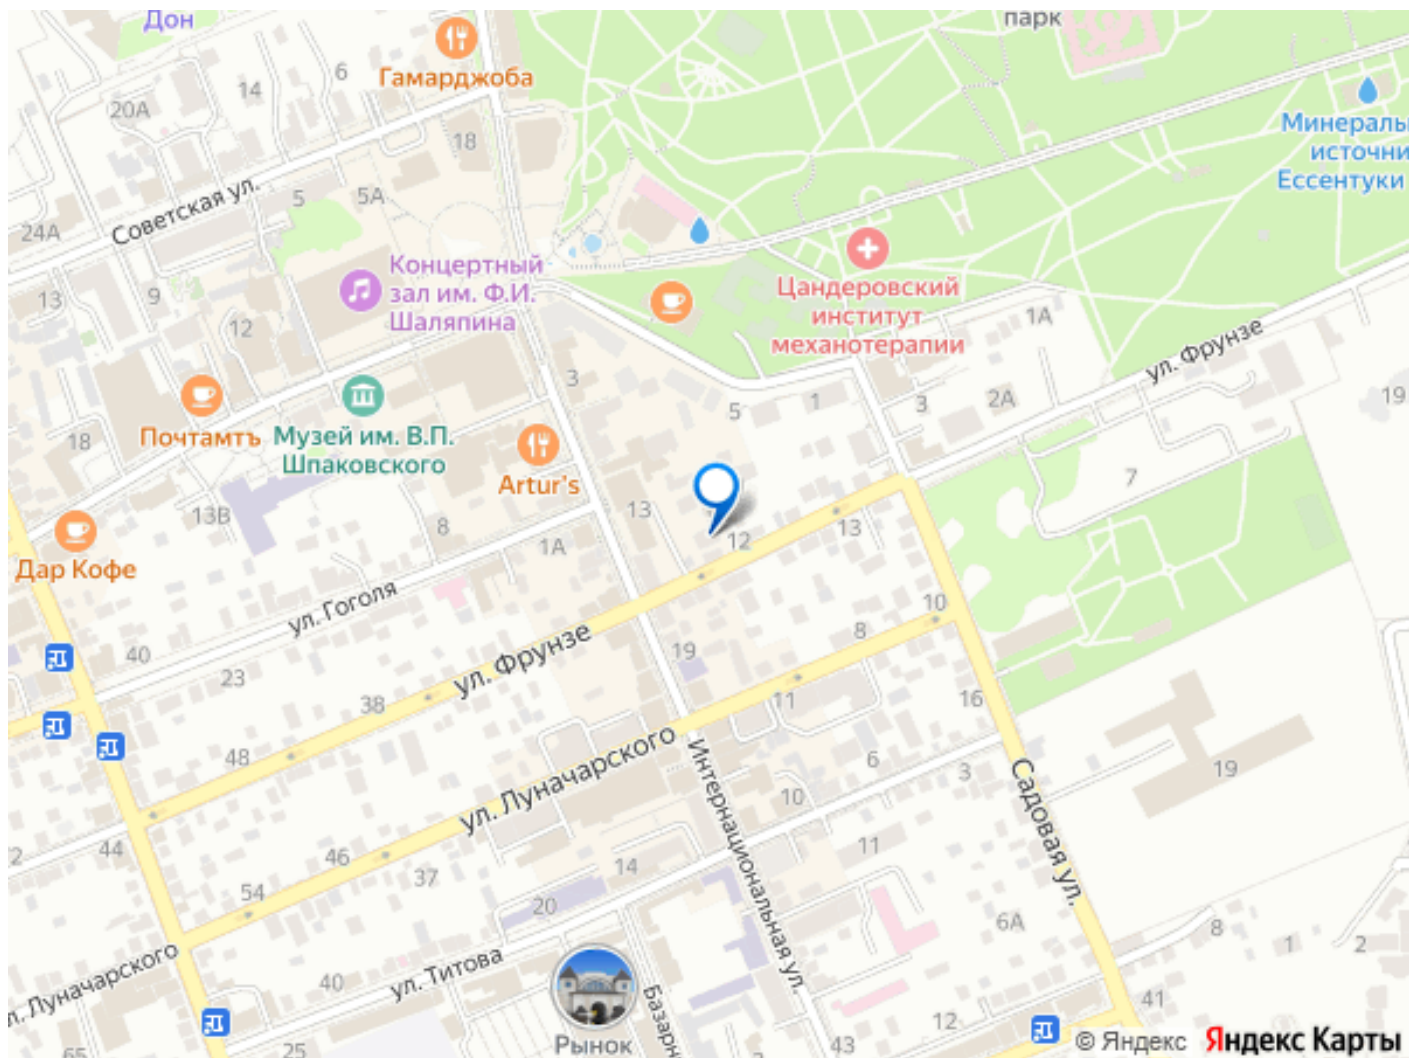 Дон
парк
Гамарджоба
6
14
20А
18
Минераль
источни
Ессентуки
Советская ул.
5
5А
24А
Концертный
зал им. Ф.И.
Шаляпина
Цандеровский
институт
механотерапии
13
9
12
1А
ул. Фрунзе
3
5
1
3
2А
19
Почтамтъ
Музей им. В.П.
Шпаковского
18
Artur's
7
13В
8
1А
13
12
13
Дар Кофе
ул. Гоголя
10
8
40
23
19
ул. Фрунзе
38
11
16
48
ул. Луначарского
Интернациональная ул.
6
3
19
10
Садовая ул.
2
44
46
37
14
11
54
20
6А
8
1
2
ул. Луначарского
40
ул. Титова
Базарн
41
12
65
25
Рынок
43
© Яндекс
Яндекс Карты